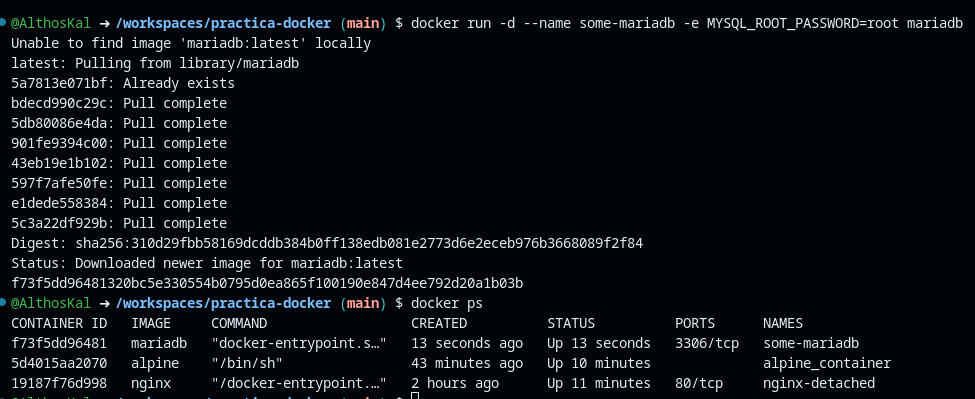 @AlthosKal ➜ /workspaces/practica-docker (main) $ docker run -d --name some-mariadb -e MYSQL_ROOT_PASSWORD=root mariadb
Unable to find image 'mariadb:latest' locally
latest: Pulling from library/mariadb
5a7813e071bf: Already exists
bdecd990c29c: Pull complete
5db80086e4da: Pull complete
901fe9394c00: Pull complete
43eb19e1b102: Pull complete
597f7afe50fe: Pull complete
e1dede558384: Pull complete
5c3a22df929b: Pull complete
Digest: sha256:310d29fbb58169dcddb384b0ff138edb081e2773d6e2eceb976b3668089f2f84
Status: Downloaded newer image for mariadb:latest
f73f5dd96481320bc5e330554b0795d0ea865f100190e847d4ee792d20a1b03b
@AlthosKal ➜ /workspaces/practica-docker (main) $ docker ps
CONTAINER ID   IMAGE     COMMAND                  CREATED          STATUS          PORTS      NAMES
f73f5dd96481   mariadb   "docker-entrypoint.s…"   13 seconds ago   Up 13 seconds   3306/tcp   some-mariadb
5d4015aa2070   alpine    "/bin/sh"                43 minutes ago   Up 10 minutes              alpine_container
19187f76d998   nginx     "/docker-entrypoint.…"   2 hours ago      Up 11 minutes   80/tcp     nginx-detached